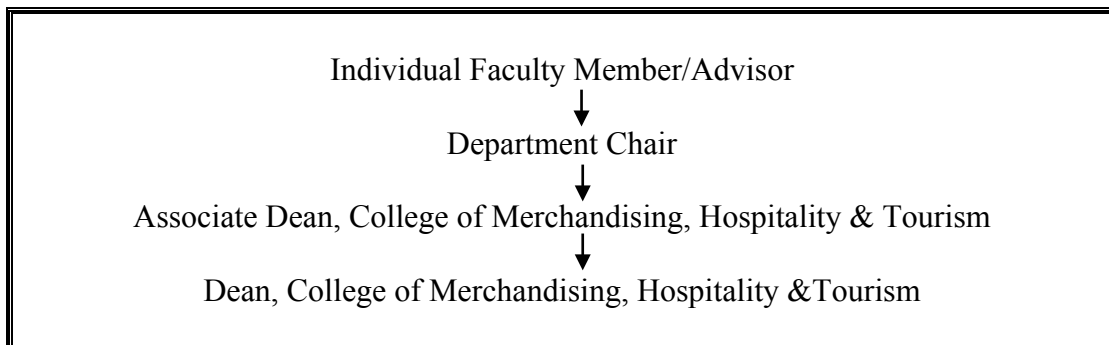 Individual Faculty Member/Advisor
Department Chair
Associate Dean, College of Merchandising, Hospitality & Tourism
Dean, College of Merchandising, Hospitality &Tourism